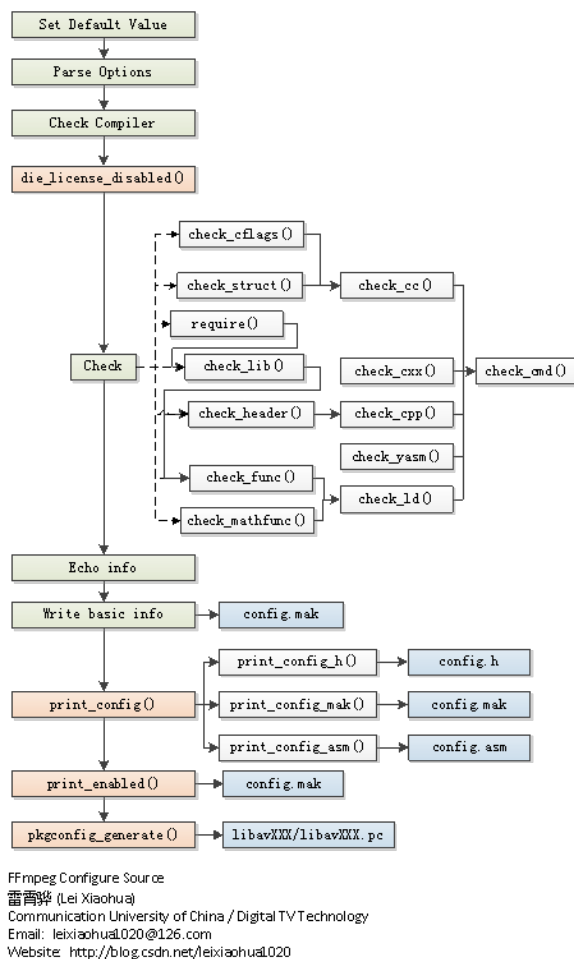 Set Default Value
Parse Options
Check Compiler
die_license_disabled()
check_cflags()
check_struct()
check_cc()
require()
Check
check_lib()
check_cxx()
check_cmd()
check_header()
check_cpp()
check_yasm()
check_func()
check_ld()
check_mathfunc()
Echo info
Write basic info
config.mak
print_config_h()
config.h
print_config()
print_config_mak()
config.mak
print_config_asm()
config.asm
print_enabled()
config.mak
pkgconfig_generate()
libavXXX/libavXXX.pc
FFmpeg Configure Source
雷霄骅 (Lei Xiaohua)
Communication University of China / Digital TV Technology
Email: leixiaohua1020@126.com
Website: http://blog.csdn.net/leixiaohua1020